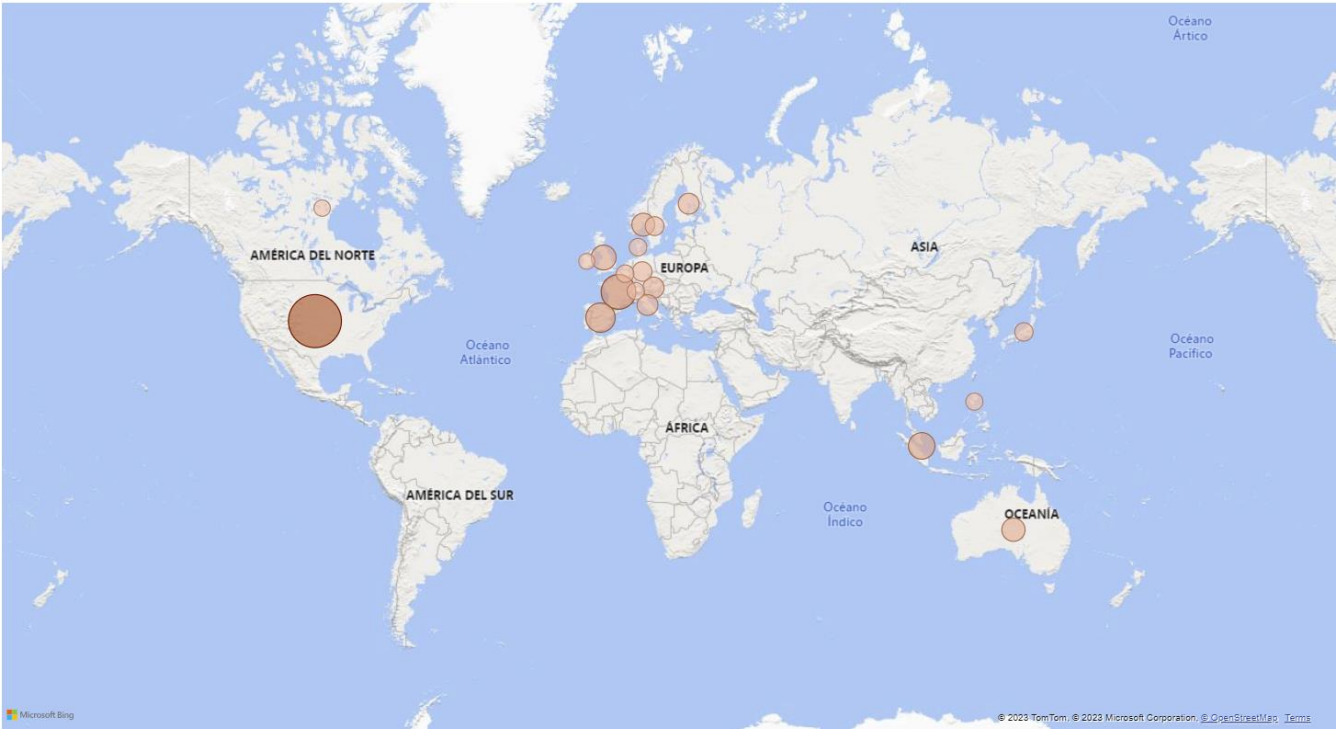 Océano
Ártico
AMÉRICA DEL NORTE
ASIA
EUROPA
Océano
Atlántico
Océano
Pacífico
ÁFRICA
AMÉRICA DEL SUR
Océano
Índico
OCEANÍA
Microsoft Bing
© 2023 TomTom, © 2023 Microsoft Corporation, © OpenStreetMap Terms